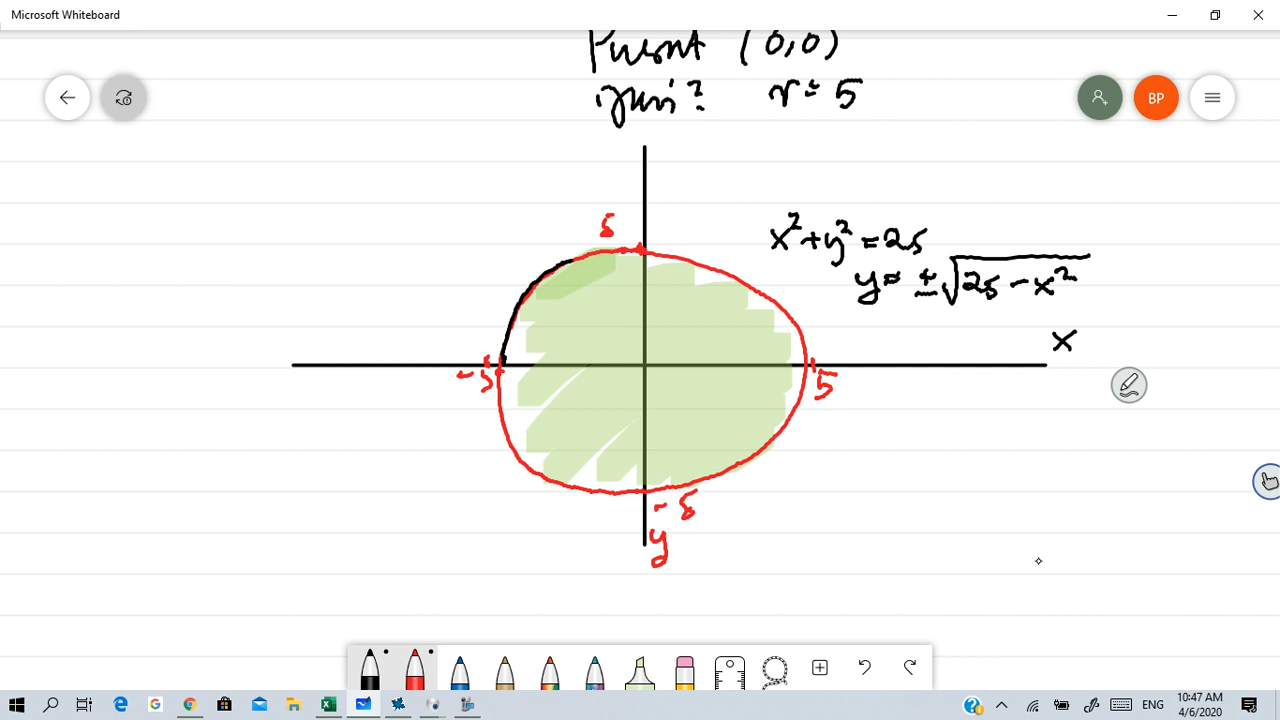 Microsoft Whiteboard
Pusat (0,0)
r = 5
BP
5
x² + y² = 25
y = ±√25 - x²
x
-5
5
-5
y
ENG
10:47 AM
4/6/2020